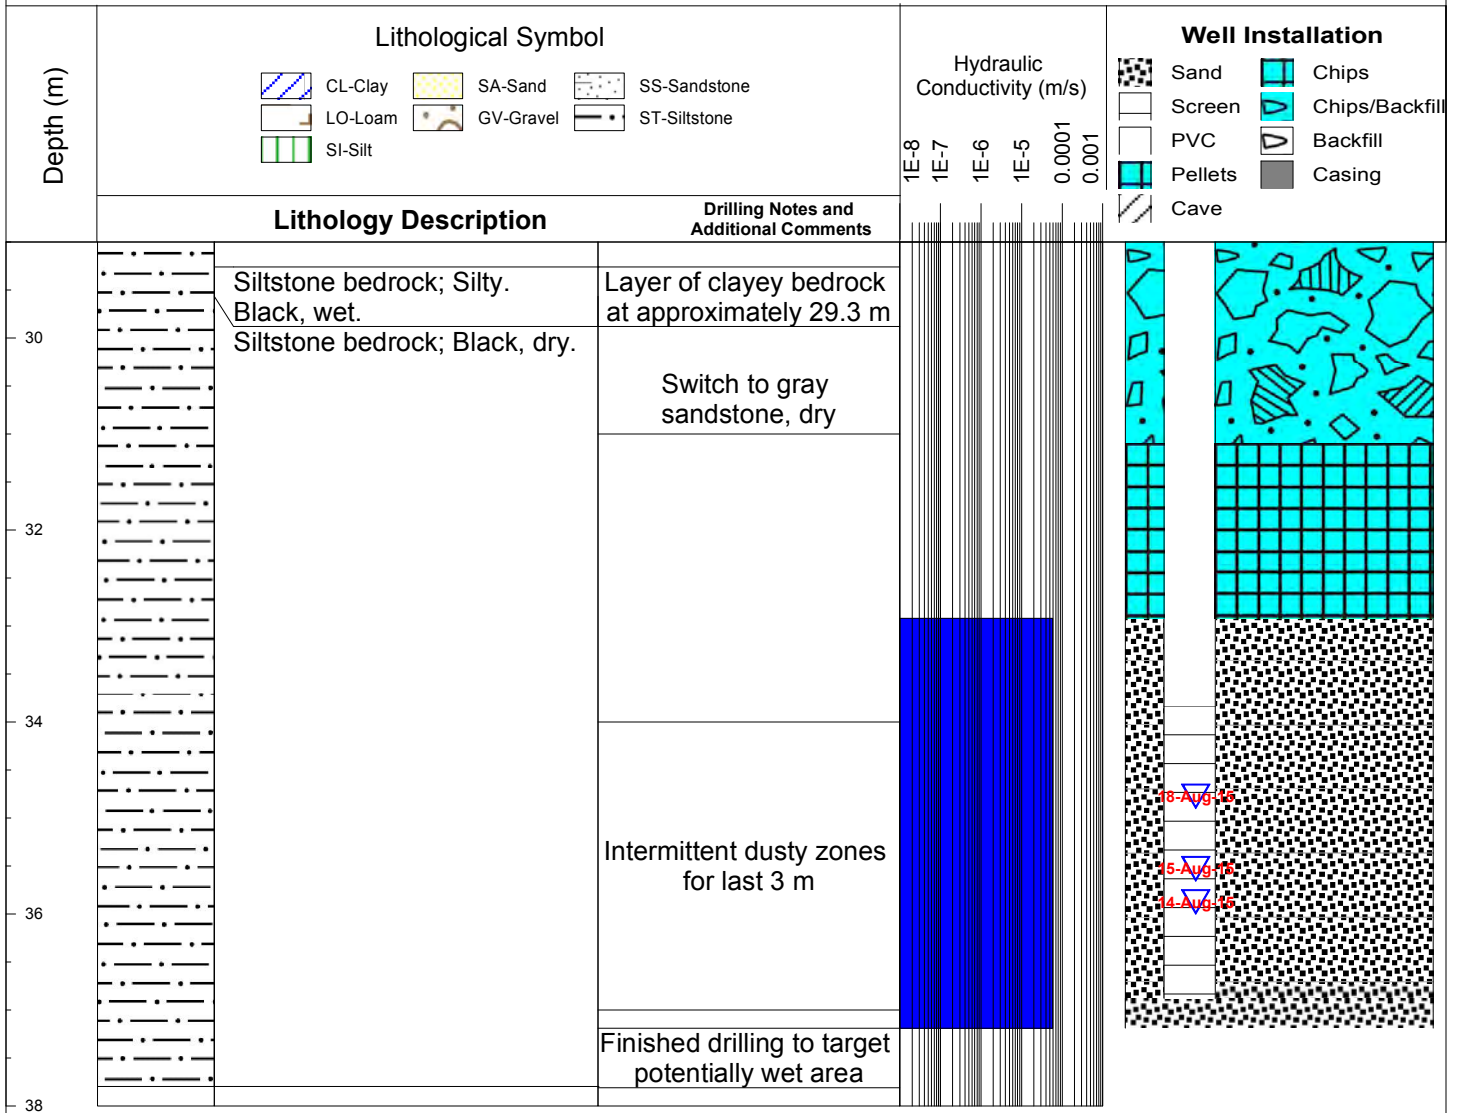 Depth (m)
Lithological Symbol
CL-Clay
SA-Sand
SS-Sandstone
LO-Loam
GV-Gravel
ST-Siltstone
SI-Silt
Lithology Description
Drilling Notes and
Additional Comments
Hydraulic
Conductivity (m/s)
1E-8
1E-7
1E-6
1E-5
0.0001
0.001
Well Installation
Sand
Chips
Screen
Chips/Backfill
PVC
Backfill
Pellets
Casing
Cave
Siltstone bedrock; Silty.
Black, wet.
Layer of clayey bedrock
at approximately 29.3 m
30
Siltstone bedrock; Black, dry.
Switch to gray
sandstone, dry
32
34
18-Aug-15
Intermittent dusty zones
for last 3 m
15-Aug-15
14-Aug-15
36
Finished drilling to target
potentially wet area
38